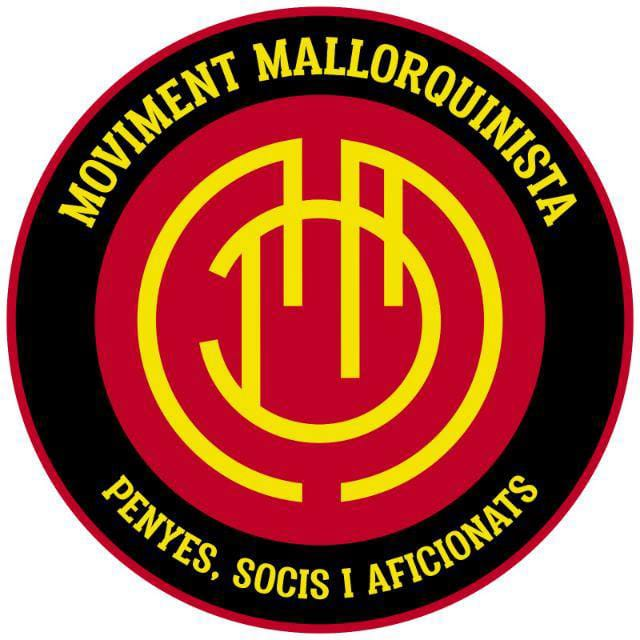 MOVIMENT MALLORQUINISTA
PENYES, SOCIS I AFICIONATS